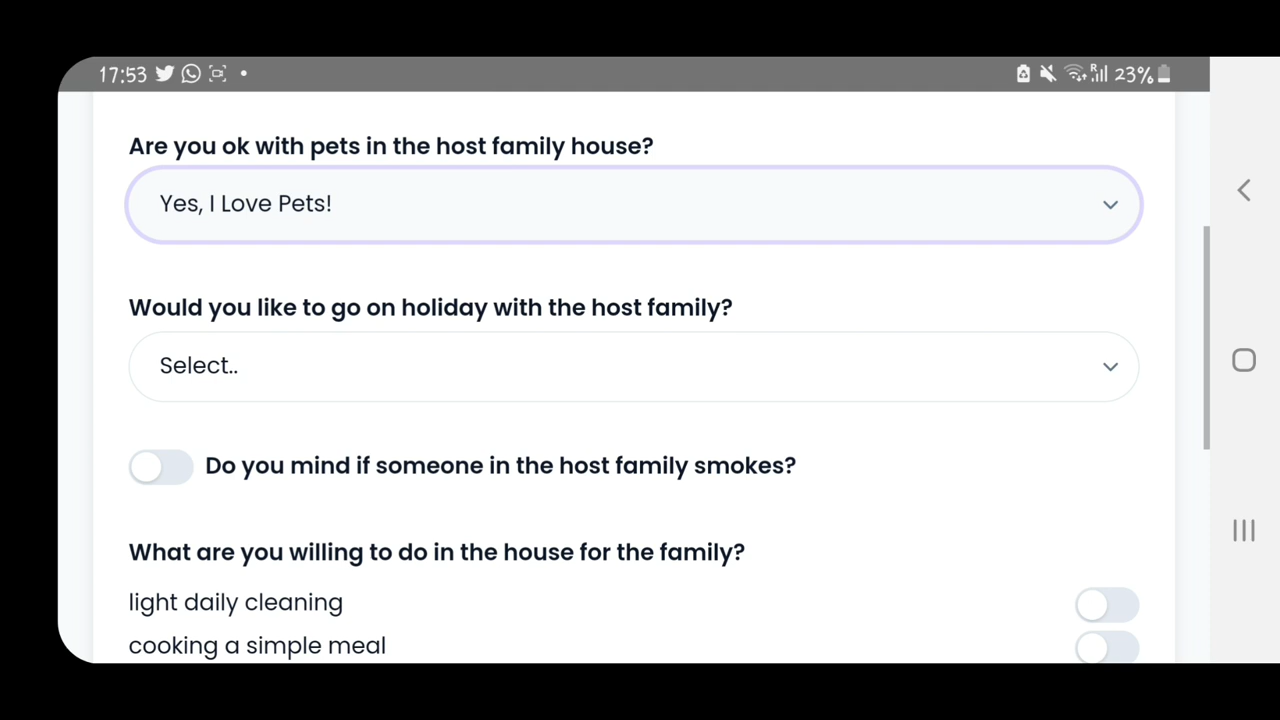 17:53 23%
Are you ok with pets in the host family house?
Yes, I Love Pets!
Would you like to go on holiday with the host family?
Select..
Do you mind if someone in the host family smokes?
What are you willing to do in the house for the family?
light daily cleaning
cooking a simple meal